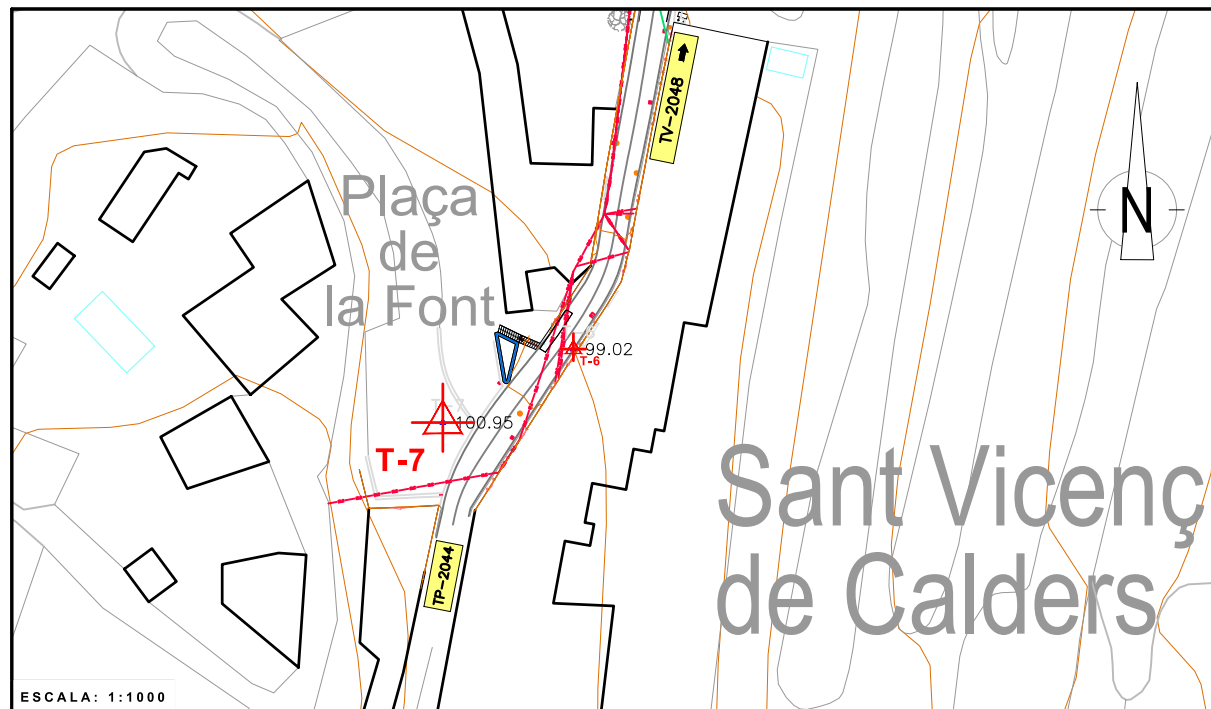 TV-2048
Plaça
de
la Font
N
99.02
T-6
100.95
T-7
Sant Vicenç
de Calders
TP-2044
ESCALA: 1:1000